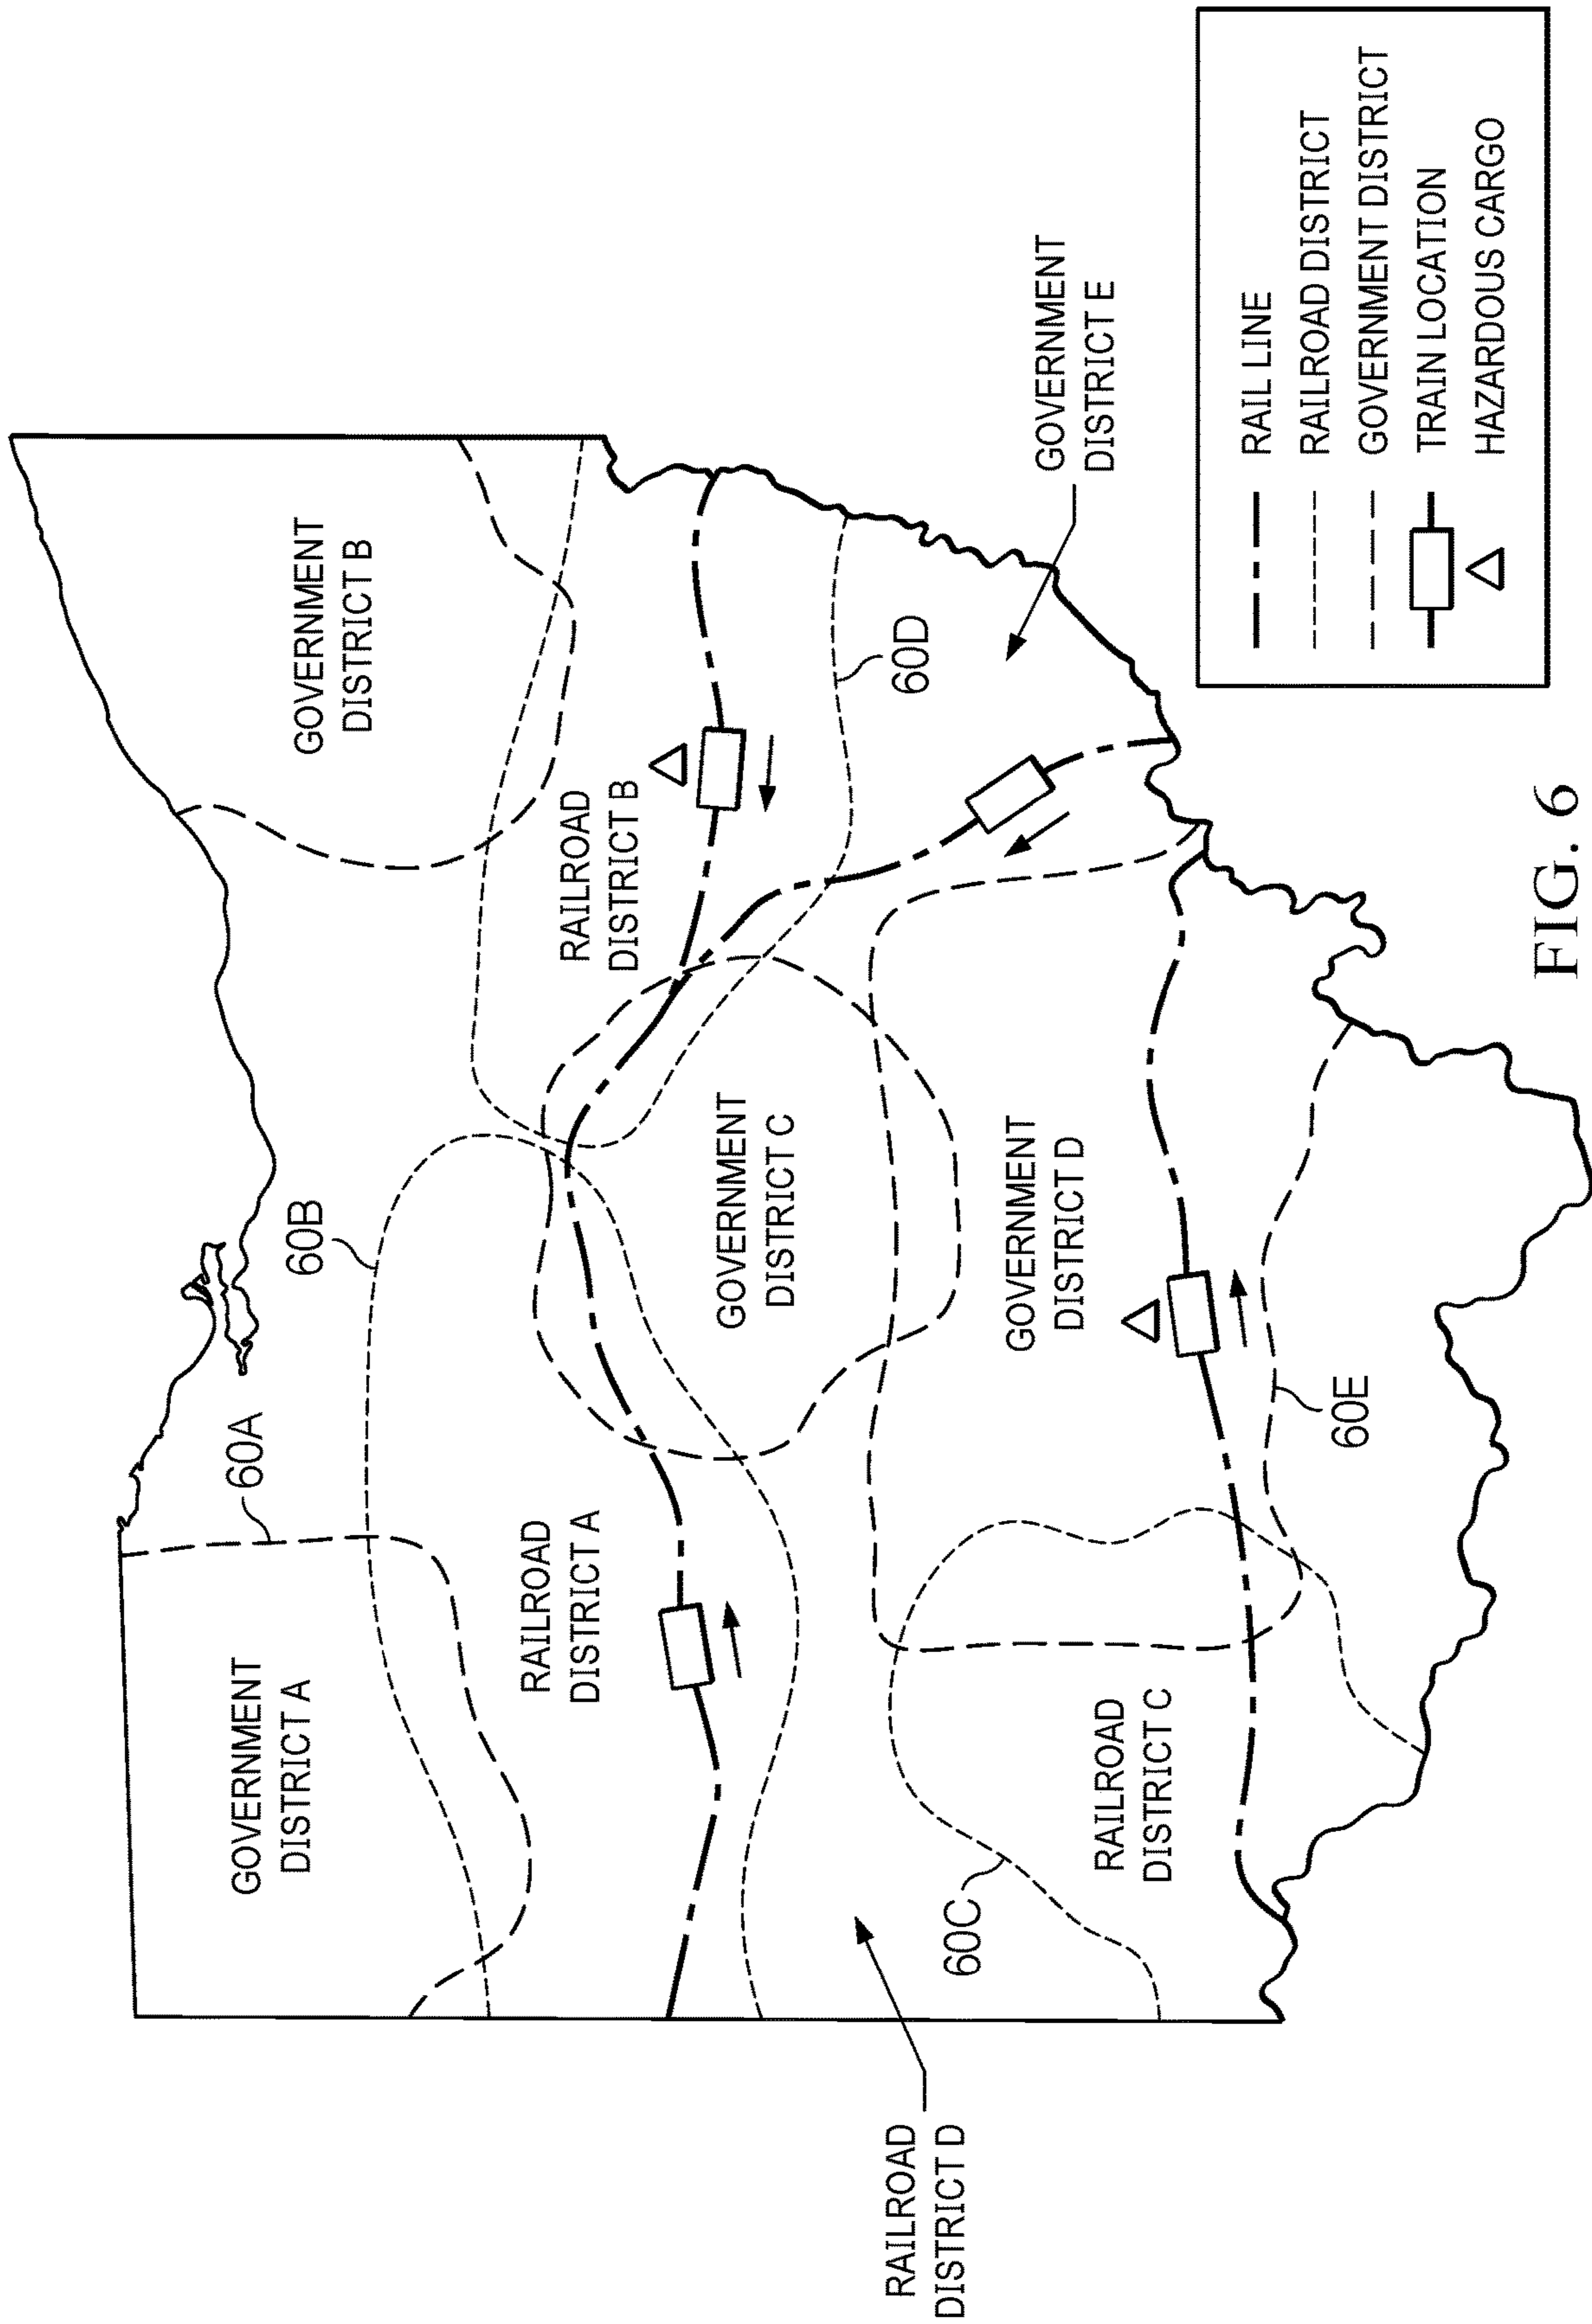 GOVERNMENT
DISTRICT A
60A
60B
GOVERNMENT
DISTRICT B
RAILROAD
DISTRICT A
RAILROAD
DISTRICT B
GOVERNMENT
DISTRICT C
60D
RAILROAD
DISTRICT D
60C
GOVERNMENT
DISTRICT D
GOVERNMENT
DISTRICT E
RAILROAD
DISTRICT C
60E
RAIL LINE
RAILROAD DISTRICT
GOVERNMENT DISTRICT
TRAIN LOCATION
HAZARDOUS CARGO
FIG. 6